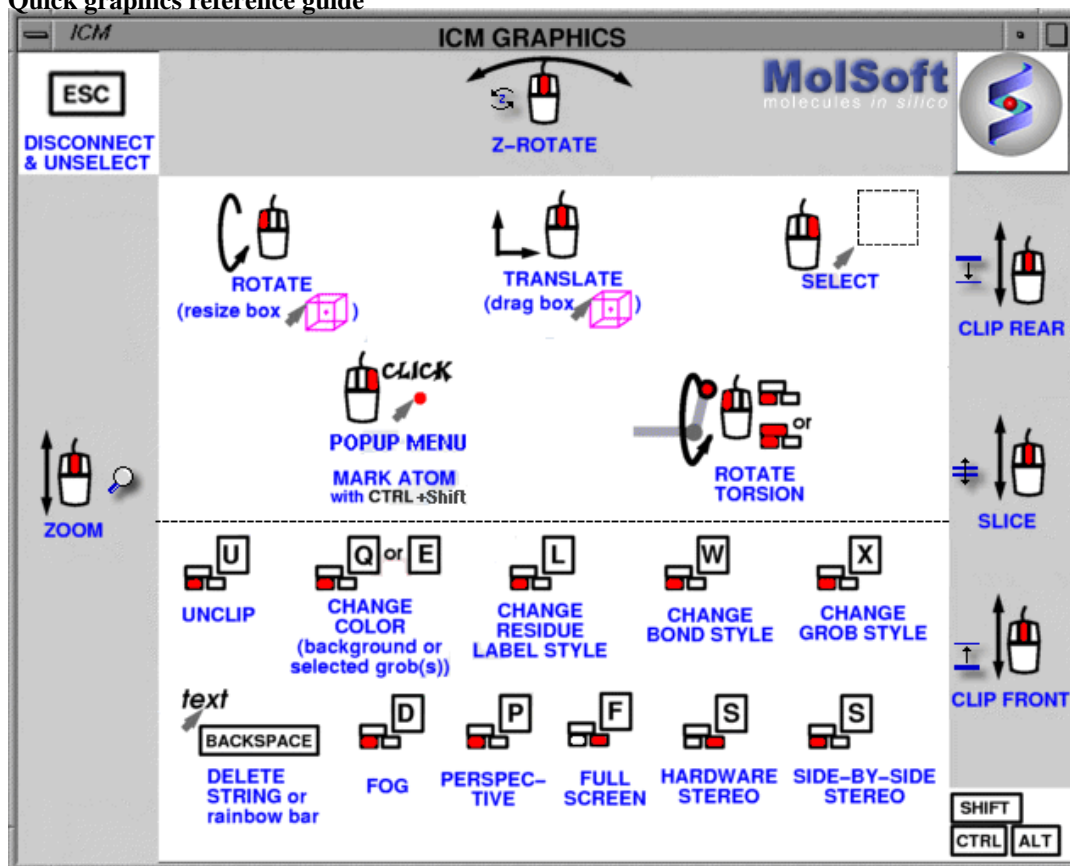 Quick graphics reference guide
ICM
ICM GRAPHICS
ESC
DISCONNECT
& UNSELECT
Z
Z-ROTATE
MolSoft
molecules in silico
ROTATE
(resize box )
TRANSLATE
(drag box )
SELECT
CLIP REAR
CLICK
POPUP MENU
MARK ATOM
with CTRL +Shift
or
ROTATE
TORSION
ZOOM
SLICE
U
UNCLIP
Q or E
CHANGE
COLOR
(background or
selected grob(s))
L
CHANGE
RESIDUE
LABEL STYLE
W
CHANGE
BOND STYLE
X
CHANGE
GROB STYLE
CLIP FRONT
text
BACKSPACE
DELETE
STRING or
rainbow bar
D
FOG
P
PERSPEC-
TIVE
F
FULL
SCREEN
S
HARDWARE
STEREO
S
SIDE-BY-SIDE
STEREO
SHIFT
CTRL ALT